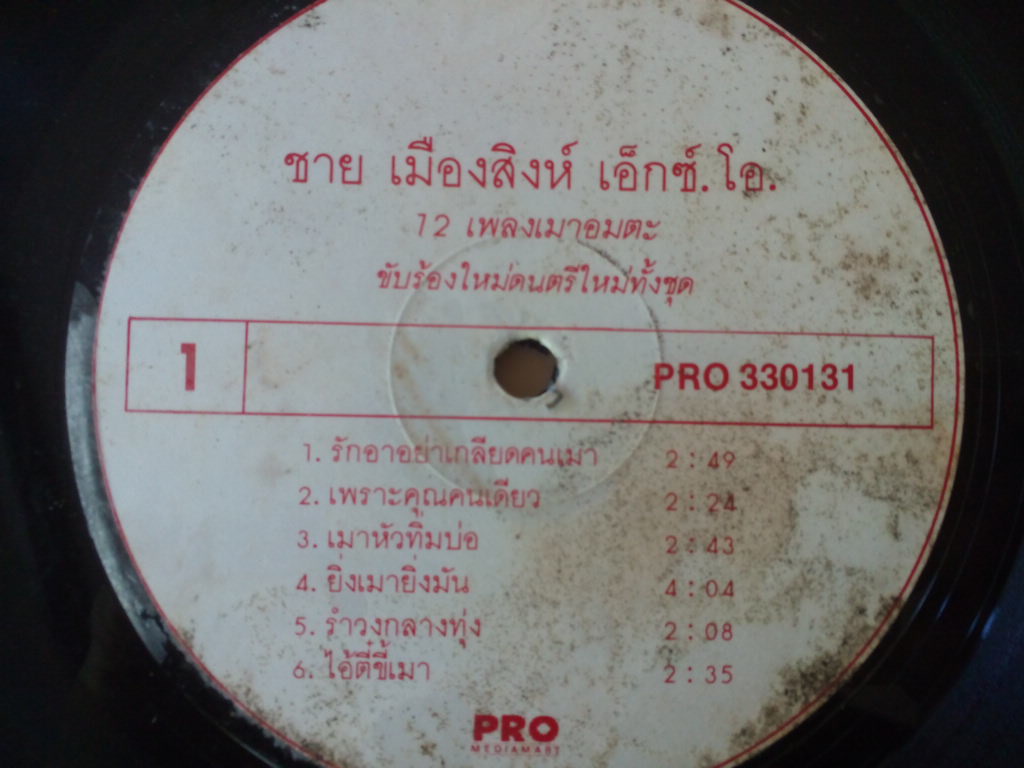 ชาย เมืองสิงห์ เอ็กซ์.โอ.
12 เพลงเมาอมตะ
ขับร้องใหม่ดนตรีใหม่ทั้งชุด
1 PRO 330131
1. รักอาอย่าเกลียดคนเมา 2:49
2. เพราะคุณคนเดียว 2:24
3. เมาหัวทิ่มบ่อ 2:43
4. ยิ่งเมายิ่งมัน 4:04
5. รำวงกลางทุ่ง 2:08
6. ไอ้ตี๋ขี้เมา 2:35
PRO
MEDIAMART